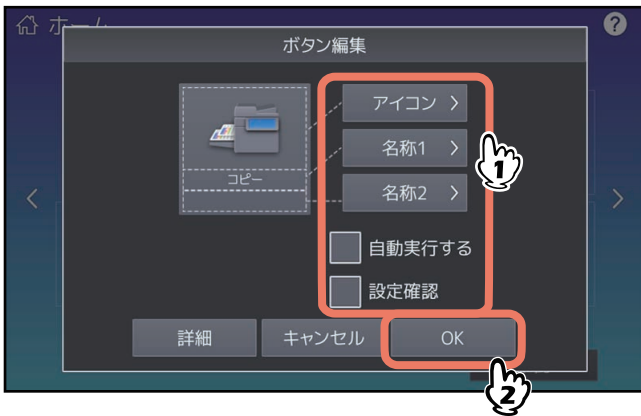 ホーム
?
ボタン編集
アイコン >
名称1 >
名称2 >
コピー
自動実行する
設定確認
詳細
キャンセル
OK
1
2